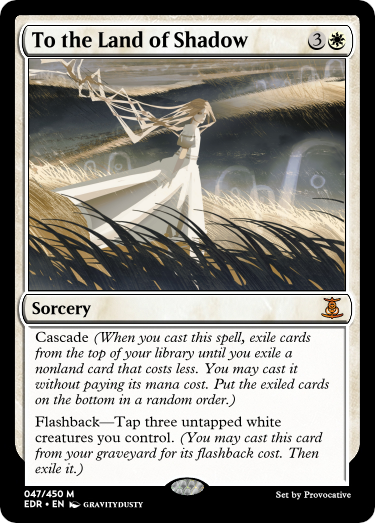 To the Land of Shadow 3
Sorcery
Cascade (When you cast this spell, exile cards
from the top of your library until you exile a
nonland card that costs less. You may cast it
without paying its mana cost. Put the exiled cards
on the bottom in a random order.)
Flashback—Tap three untapped white
creatures you control. (You may cast this card
from your graveyard for its flashback cost. Then
exile it.)
047/450 M
EDR • EN GRAVITYDUSTY
Set by Provocative